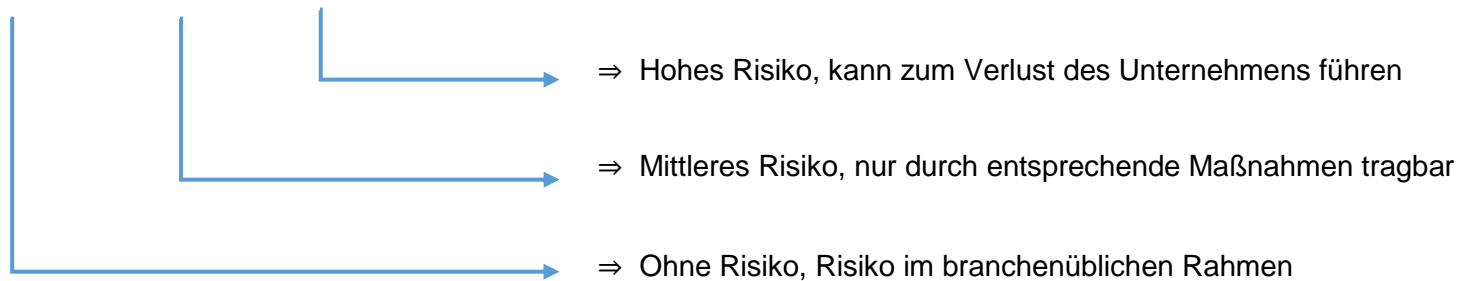 ⇒ Hohes Risiko, kann zum Verlust des Unternehmens führen
⇒ Mittleres Risiko, nur durch entsprechende Maßnahmen tragbar
⇒ Ohne Risiko, Risiko im branchenüblichen Rahmen